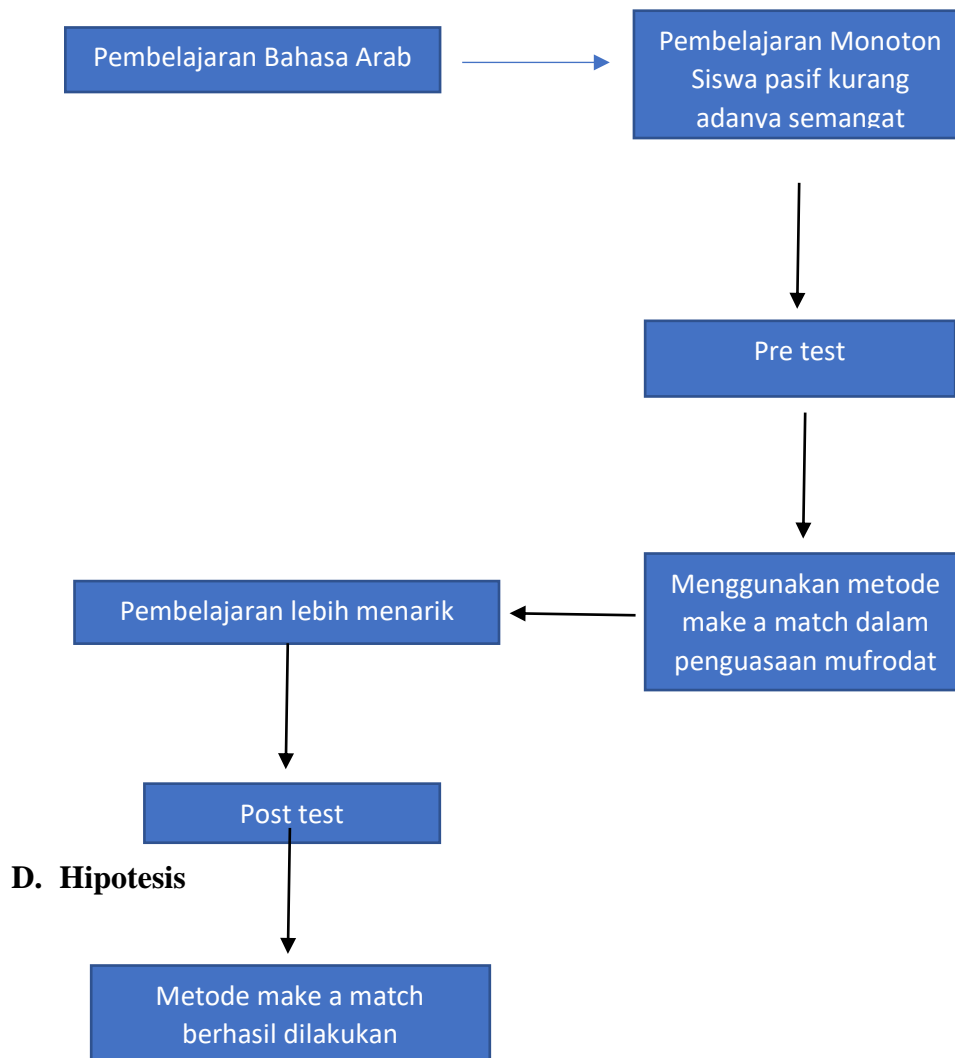 Pembelajaran Bahasa Arab
Pembelajaran Monoton
Siswa pasif kurang
adanya semangat
Pre test
Menggunakan metode
make a match dalam
penguasaan mufrodat
Pembelajaran lebih menarik
Post test
D. Hipotesis
Metode make a match
berhasil dilakukan